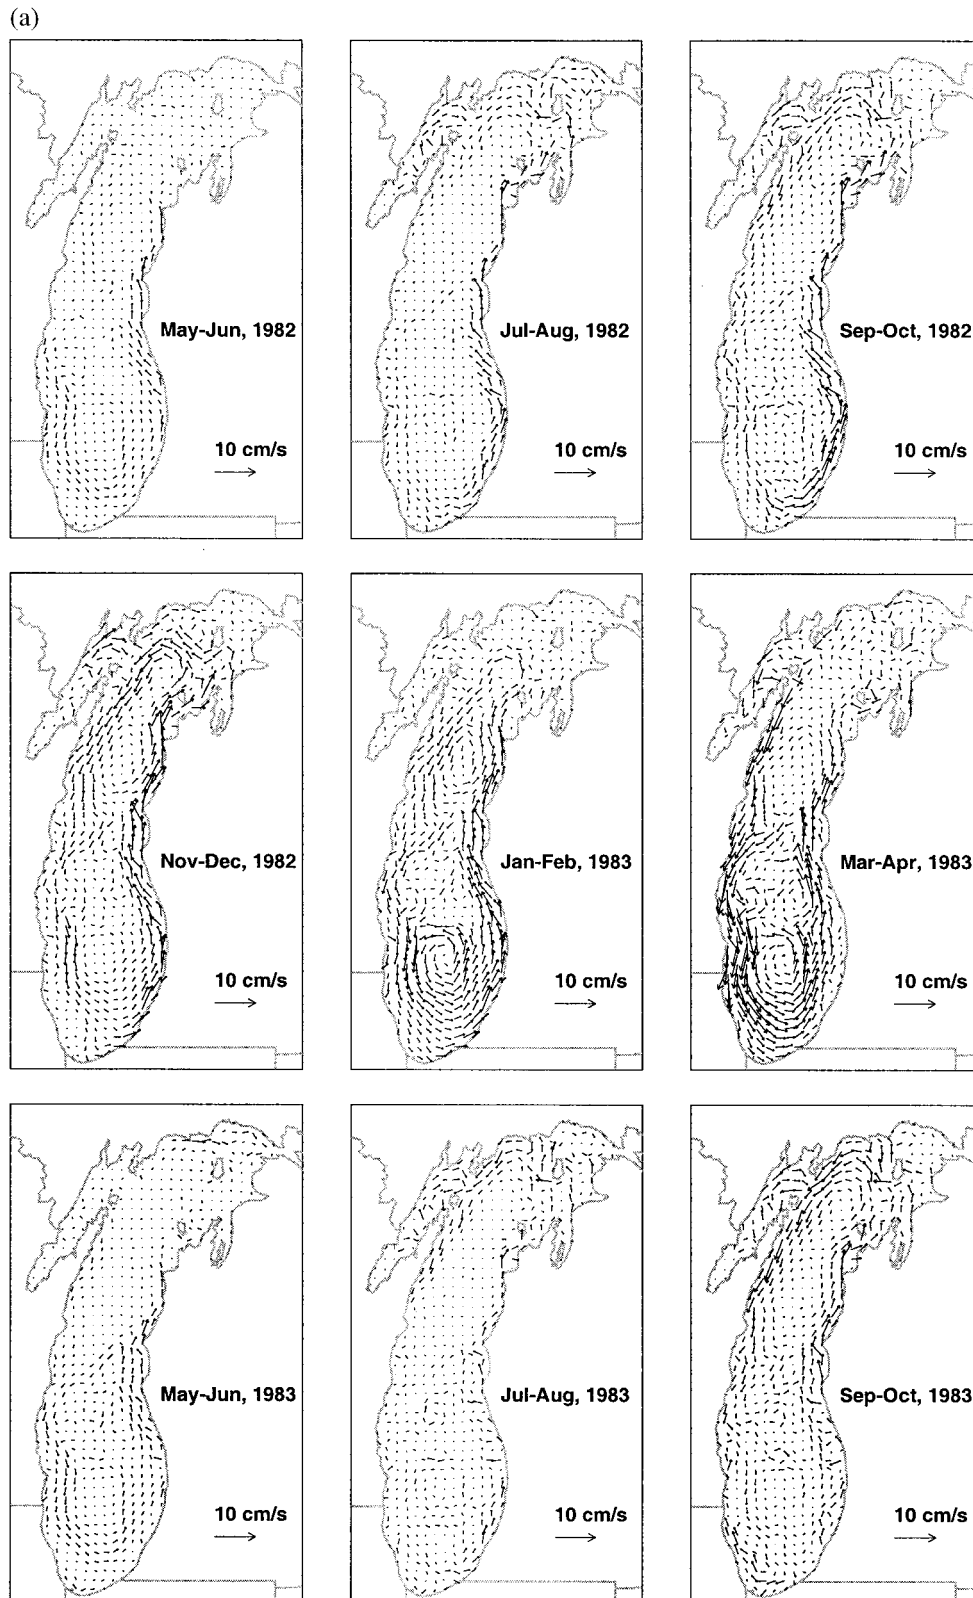 (a)
May-Jun, 1982
10 cm/s
Jul-Aug, 1982
10 cm/s
Sep-Oct, 1982
10 cm/s
Nov-Dec, 1982
10 cm/s
Jan-Feb, 1983
10 cm/s
Mar-Apr, 1983
10 cm/s
May-Jun, 1983
10 cm/s
Jul-Aug, 1983
10 cm/s
Sep-Oct, 1983
10 cm/s